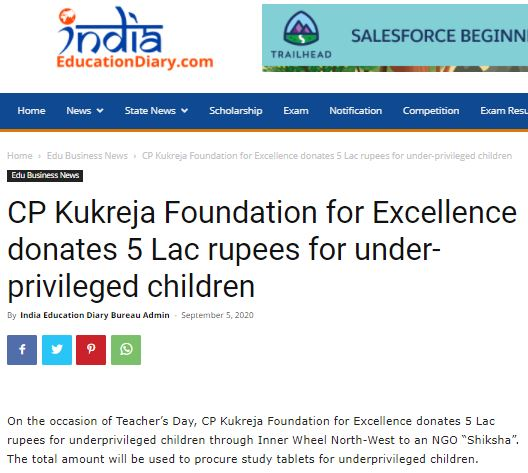 india
EducationDiary.com
TRAILHEAD
SALESFORCE BEGINN
Home News State News Scholarship Exam Notification Competition Exam Resu
Home › Edu Business News › CP Kukreja Foundation for Excellence donates 5 Lac rupees for under-privileged children
Edu Business News
CP Kukreja Foundation for Excellence
donates 5 Lac rupees for under-
privileged children
By India Education Diary Bureau Admin - September 5, 2020
On the occasion of Teacher's Day, CP Kukreja Foundation for Excellence donates 5 Lac
rupees for underprivileged children through Inner Wheel North-West to an NGO "Shiksha".
The total amount will be used to procure study tablets for underprivileged children.